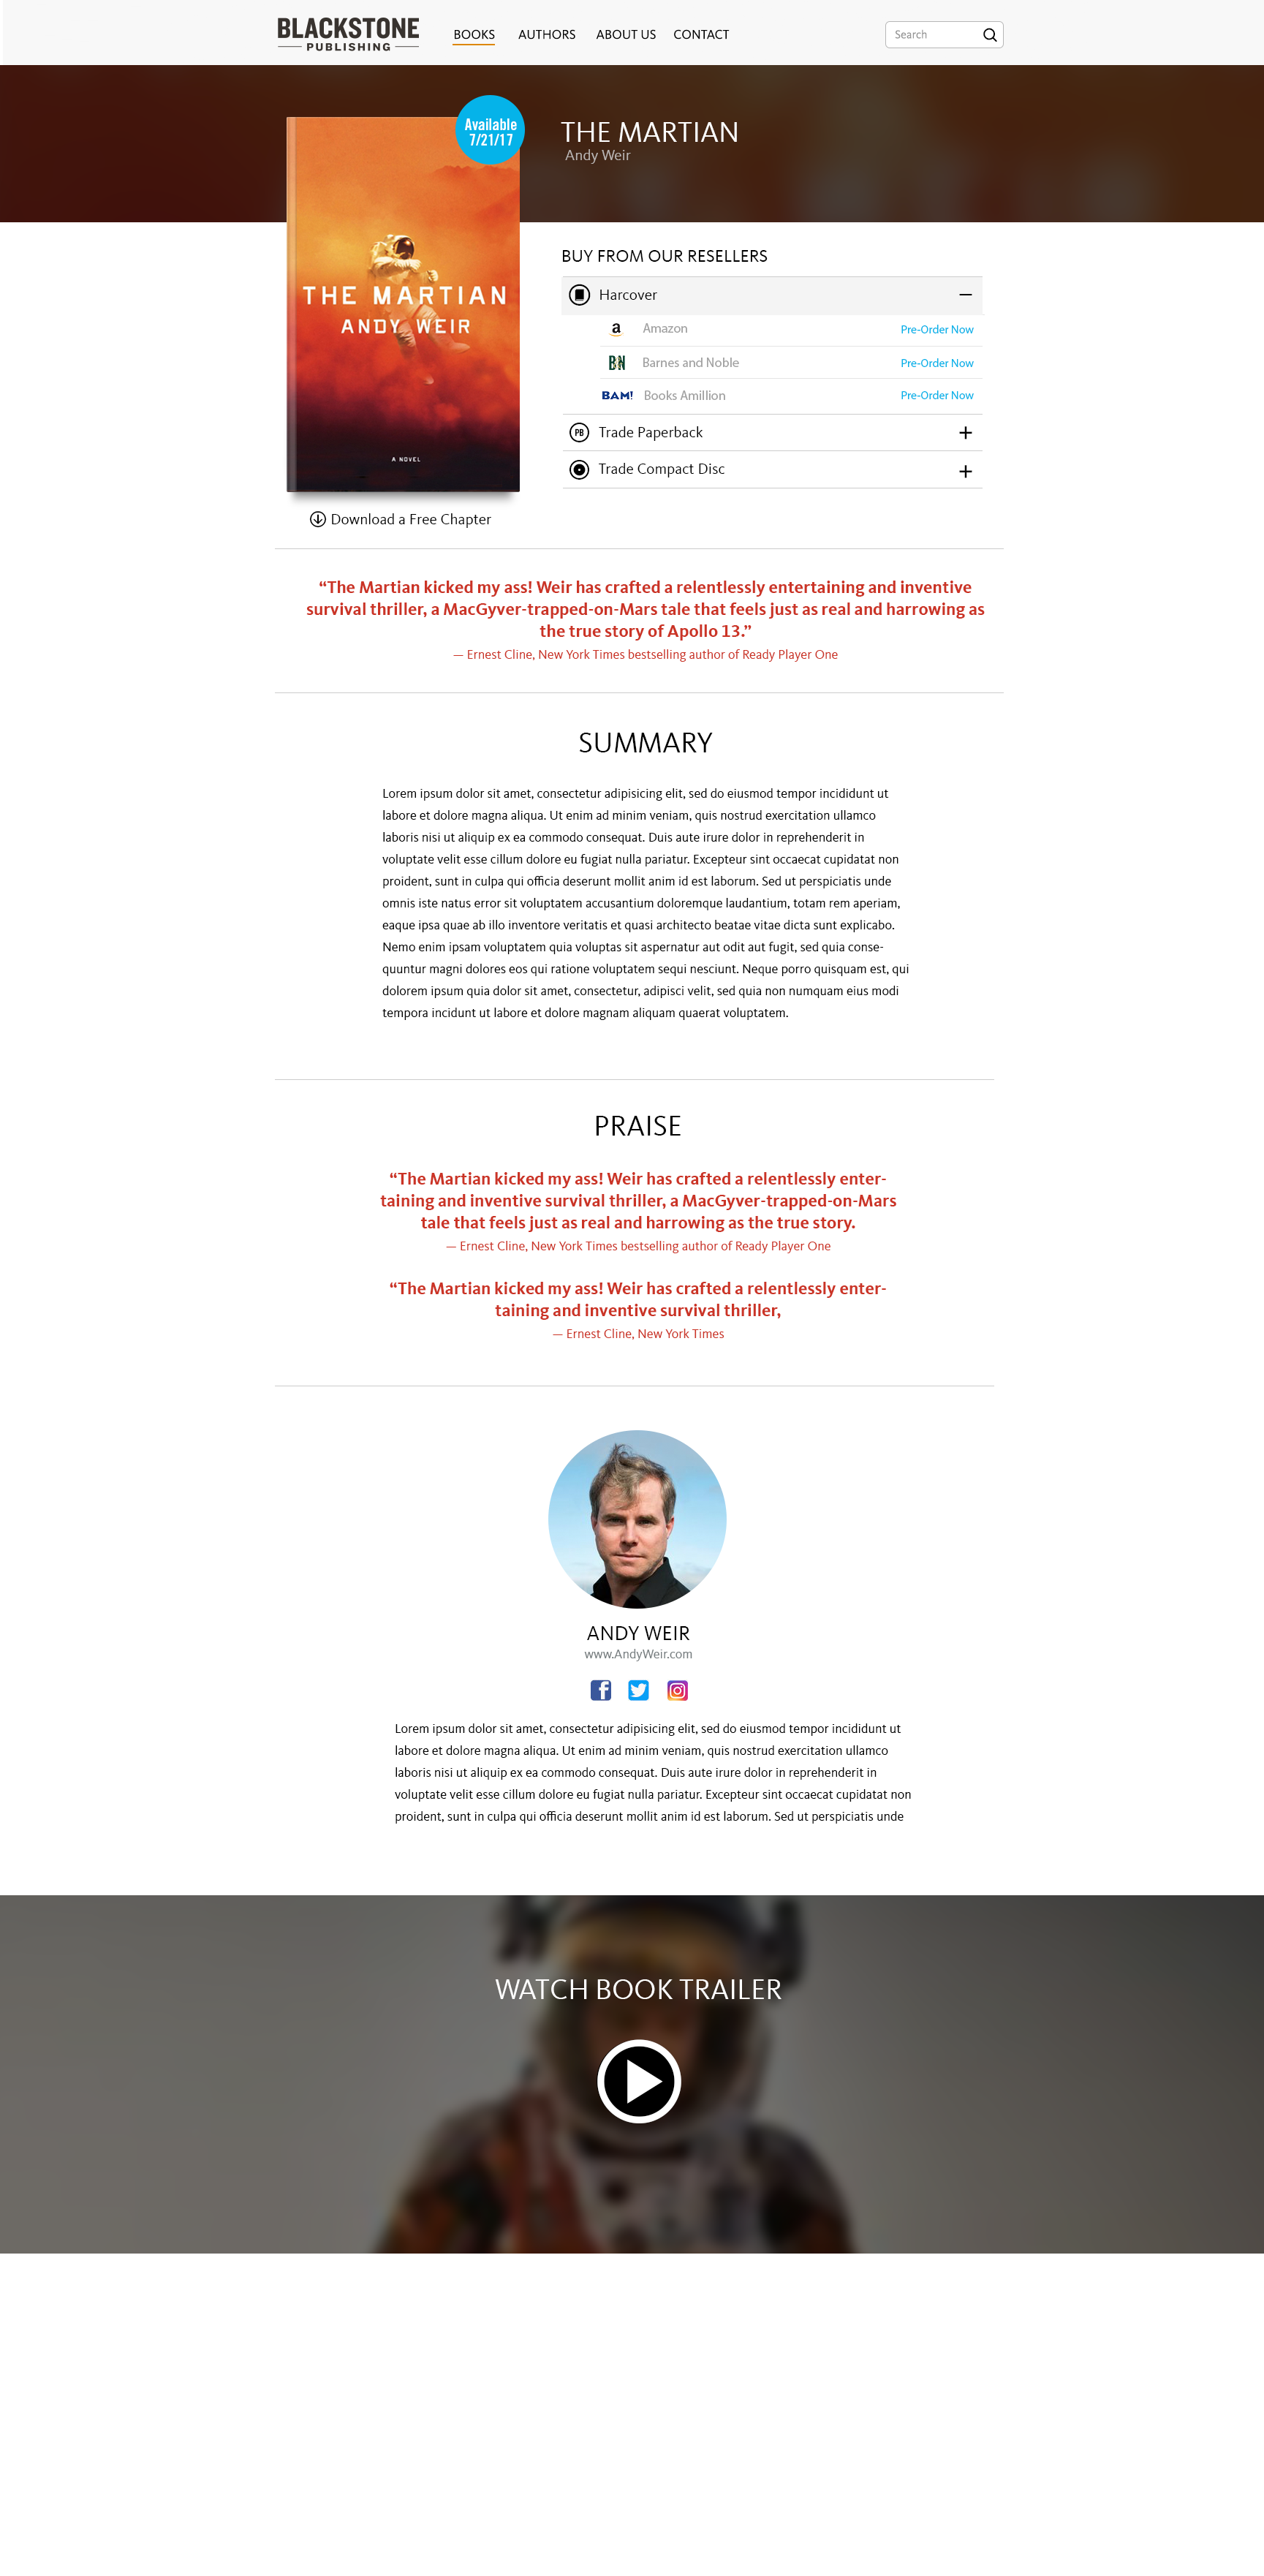 BLACKSTONE
PUBLISHING
BOOKS AUTHORS ABOUT US CONTACT
Search
Available
7/21/17
THE MARTIAN
Andy Weir
THE MARTIAN
ANDY WEIR
A NOVEL
Download a Free Chapter
BUY FROM OUR RESELLERS
Harcover
a Amazon Pre-Order Now
BN Barnes and Noble Pre-Order Now
BAM! Books Amillion Pre-Order Now
PB Trade Paperback
Trade Compact Disc
“The Martian kicked my ass! Weir has crafted a relentlessly entertaining and inventive
survival thriller, a MacGyver-trapped-on-Mars tale that feels just as real and harrowing as
the true story of Apollo 13.”
— Ernest Cline, New York Times bestselling author of Ready Player One
SUMMARY
Lorem ipsum dolor sit amet, consectetur adipisicing elit, sed do eiusmod tempor incididunt ut
labore et dolore magna aliqua. Ut enim ad minim veniam, quis nostrud exercitation ullamco
laboris nisi ut aliquip ex ea commodo consequat. Duis aute irure dolor in reprehenderit in
voluptate velit esse cillum dolore eu fugiat nulla pariatur. Excepteur sint occaecat cupidatat non
proident, sunt in culpa qui officia deserunt mollit anim id est laborum. Sed ut perspiciatis unde
omnis iste natus error sit voluptatem accusantium doloremque laudantium, totam rem aperiam,
eaque ipsa quae ab illo inventore veritatis et quasi architecto beatae vitae dicta sunt explicabo.
Nemo enim ipsam voluptatem quia voluptas sit aspernatur aut odit aut fugit, sed quia conse-
quuntur magni dolores eos qui ratione voluptatem sequi nesciunt. Neque porro quisquam est, qui
dolorem ipsum quia dolor sit amet, consectetur, adipisci velit, sed quia non numquam eius modi
tempora incidunt ut labore et dolore magnam aliquam quaerat voluptatem.
PRAISE
“The Martian kicked my ass! Weir has crafted a relentlessly enter-
taining and inventive survival thriller, a MacGyver-trapped-on-Mars
tale that feels just as real and harrowing as the true story.
— Ernest Cline, New York Times bestselling author of Ready Player One
“The Martian kicked my ass! Weir has crafted a relentlessly enter-
taining and inventive survival thriller,
— Ernest Cline, New York Times
ANDY WEIR
www.AndyWeir.com
Lorem ipsum dolor sit amet, consectetur adipisicing elit, sed do eiusmod tempor incididunt ut
labore et dolore magna aliqua. Ut enim ad minim veniam, quis nostrud exercitation ullamco
laboris nisi ut aliquip ex ea commodo consequat. Duis aute irure dolor in reprehenderit in
voluptate velit esse cillum dolore eu fugiat nulla pariatur. Excepteur sint occaecat cupidatat non
proident, sunt in culpa qui officia deserunt mollit anim id est laborum. Sed ut perspiciatis unde
WATCH BOOK TRAILER